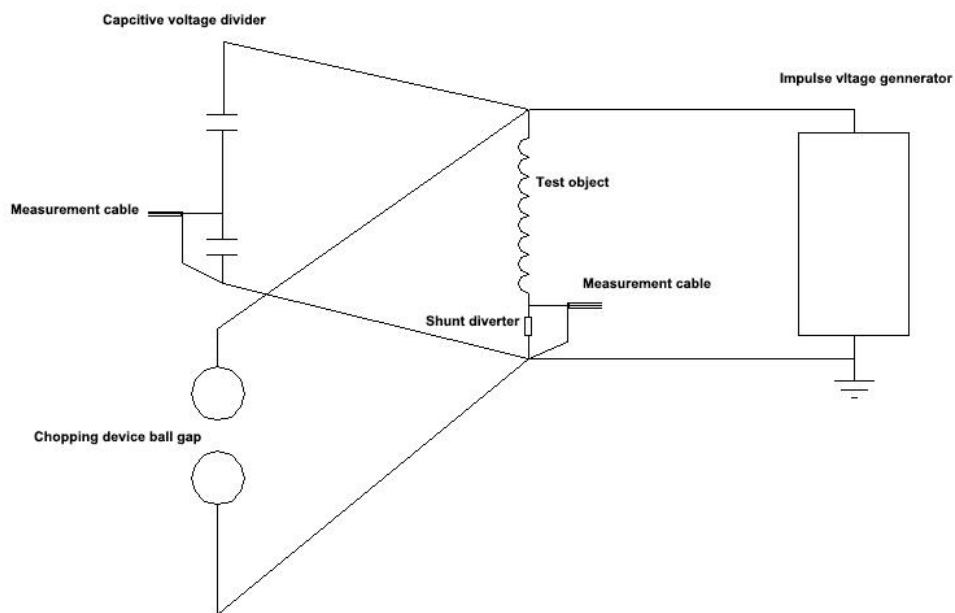 Capcitive voltage divider
Impulse vltage gennerator
Test object
Measurement cable
Measurement cable
Shunt diverter
Chopping device ball gap